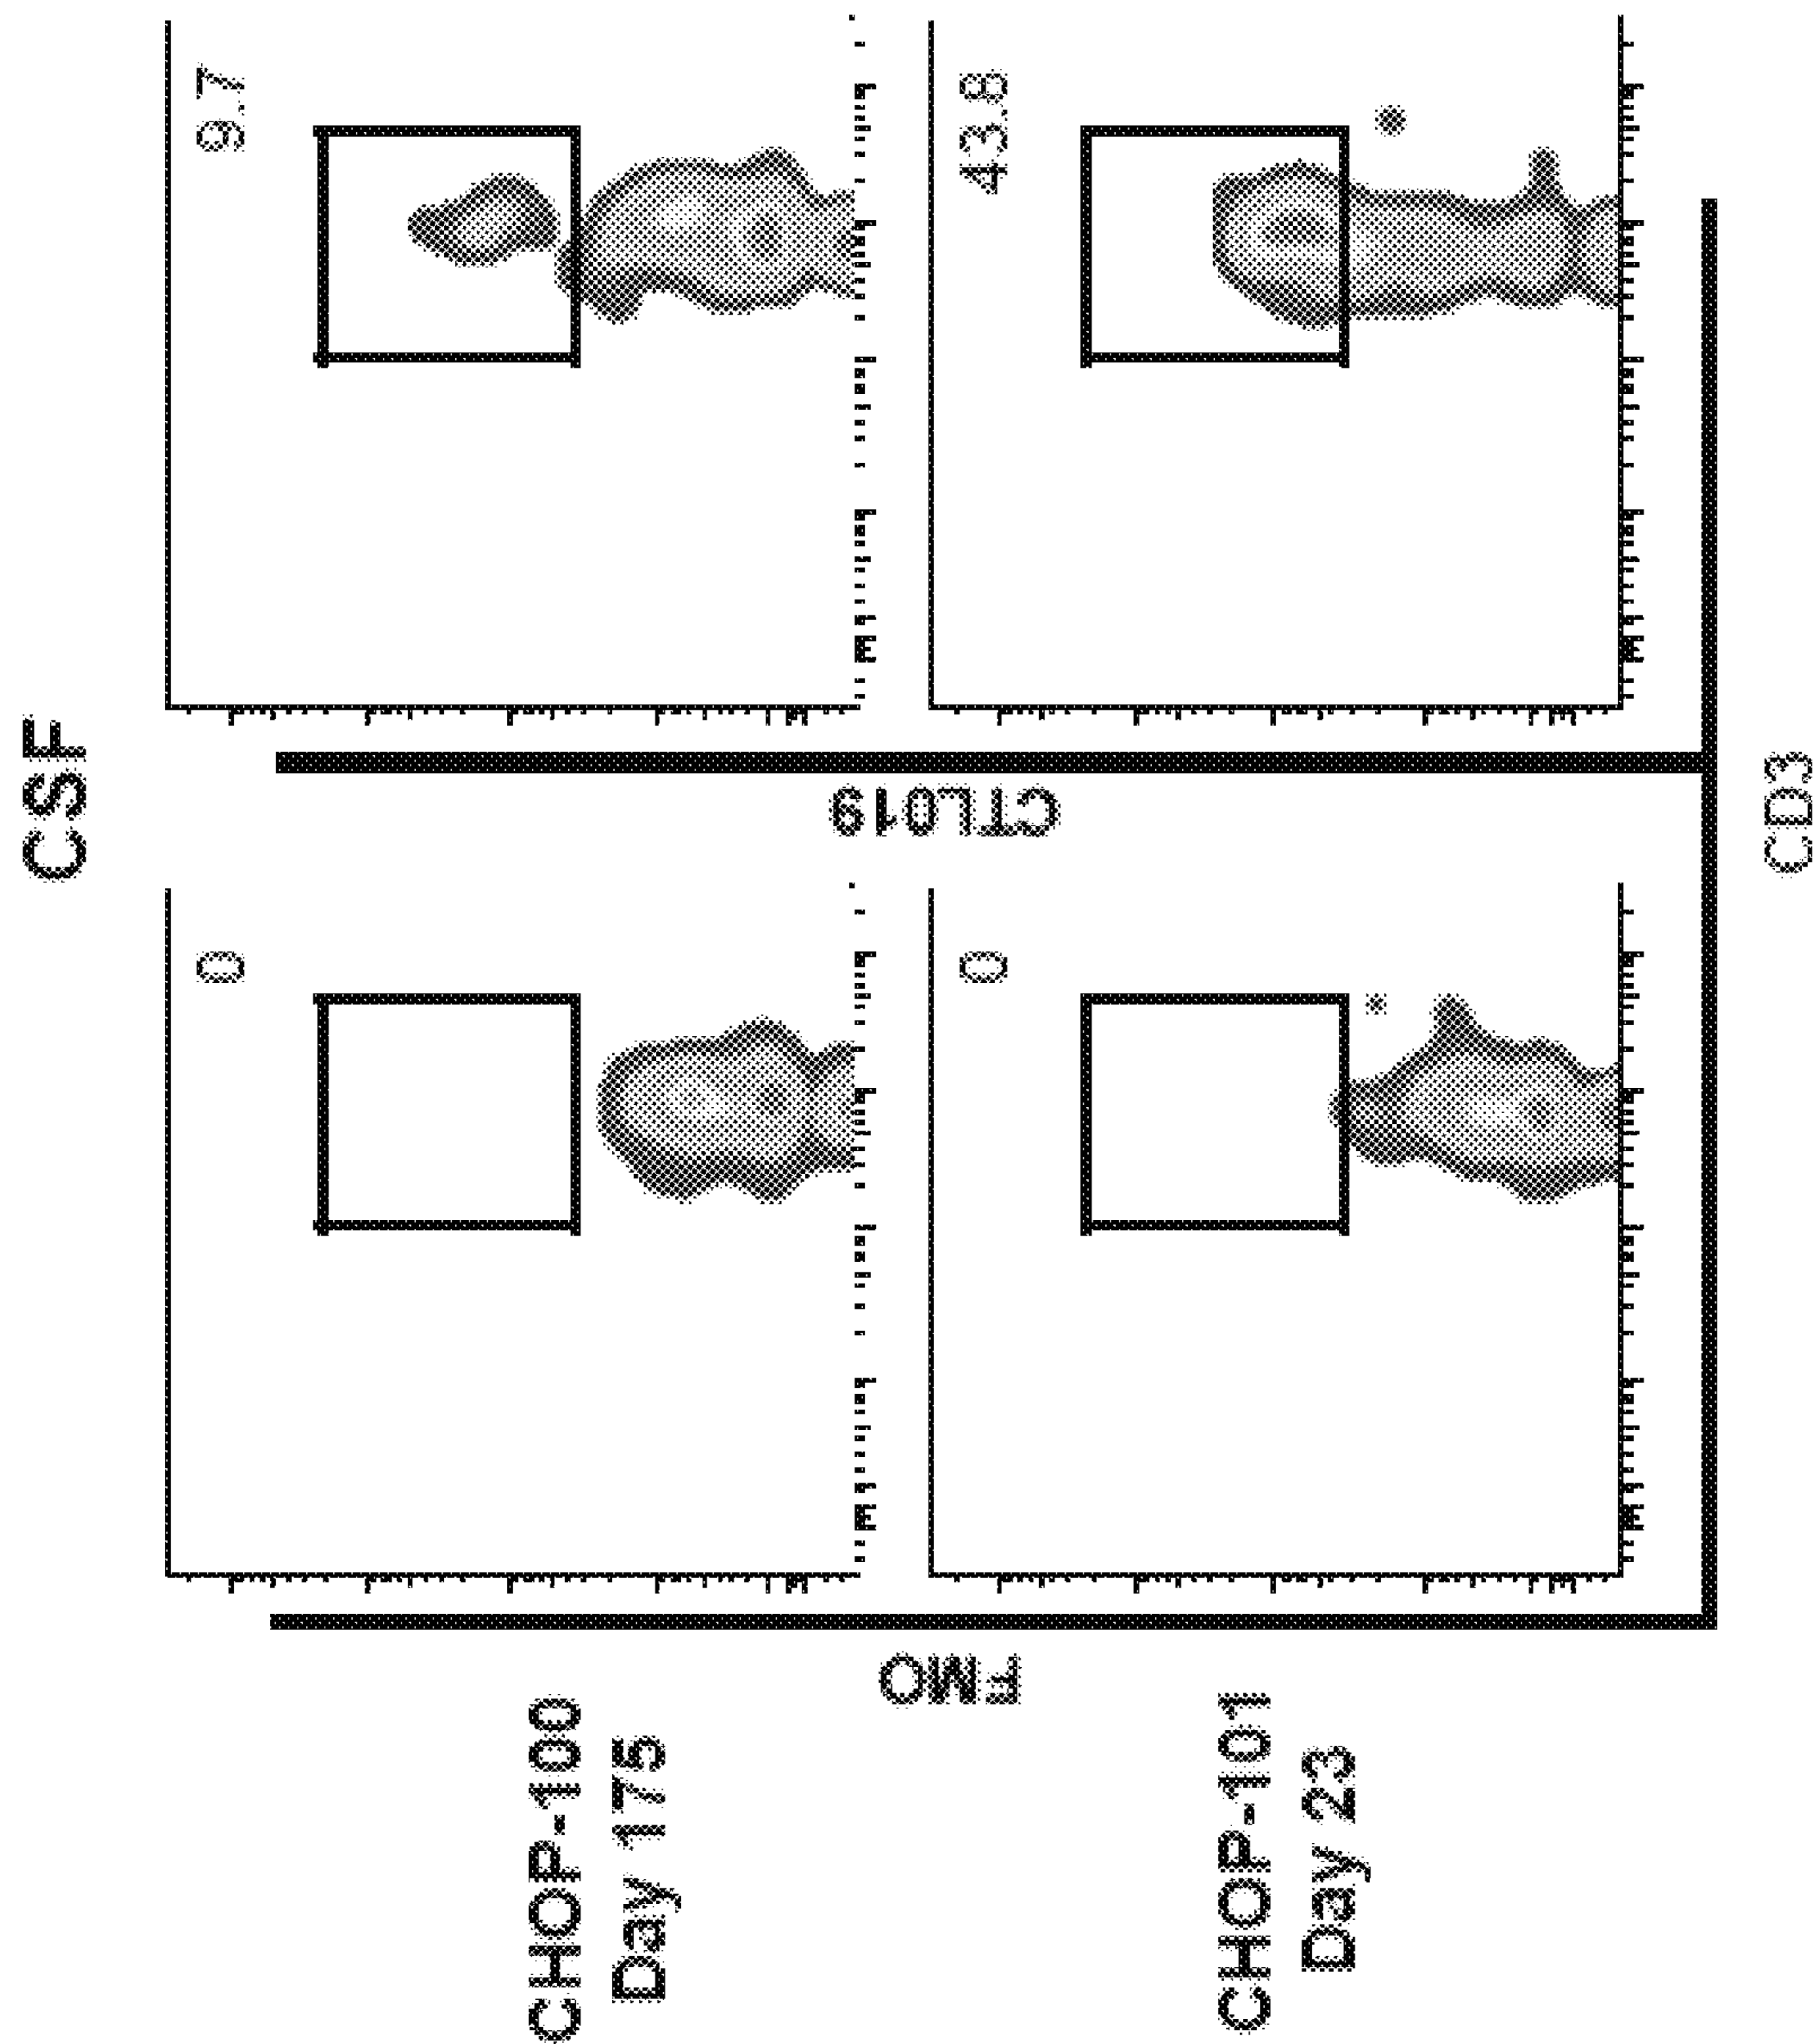 CSF
CHOP-100
Day 175
0
9.7
FMO
CTL019
CHOP-101
Day 23
0
43.8
CD3